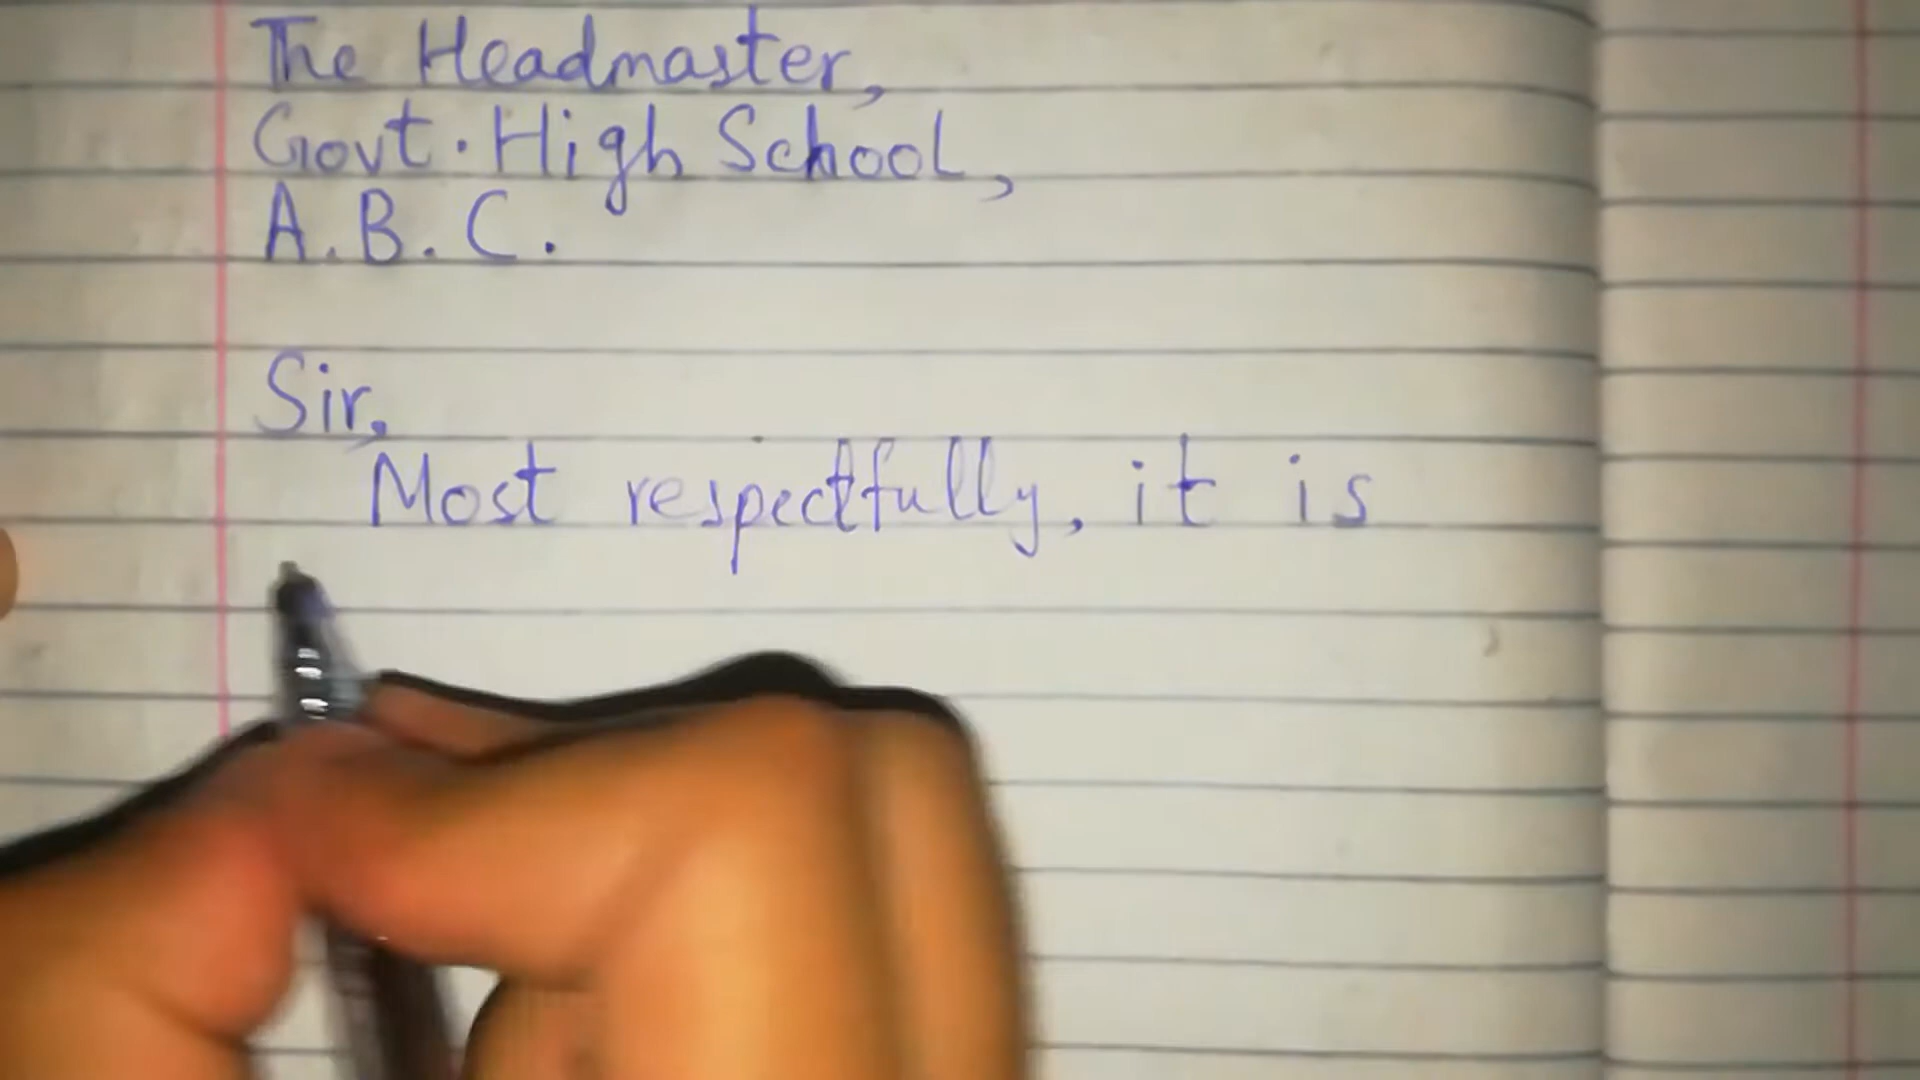 The Headmaster,
Govt. High School,
A.B.C.
Sir,
Most respectfully, it is